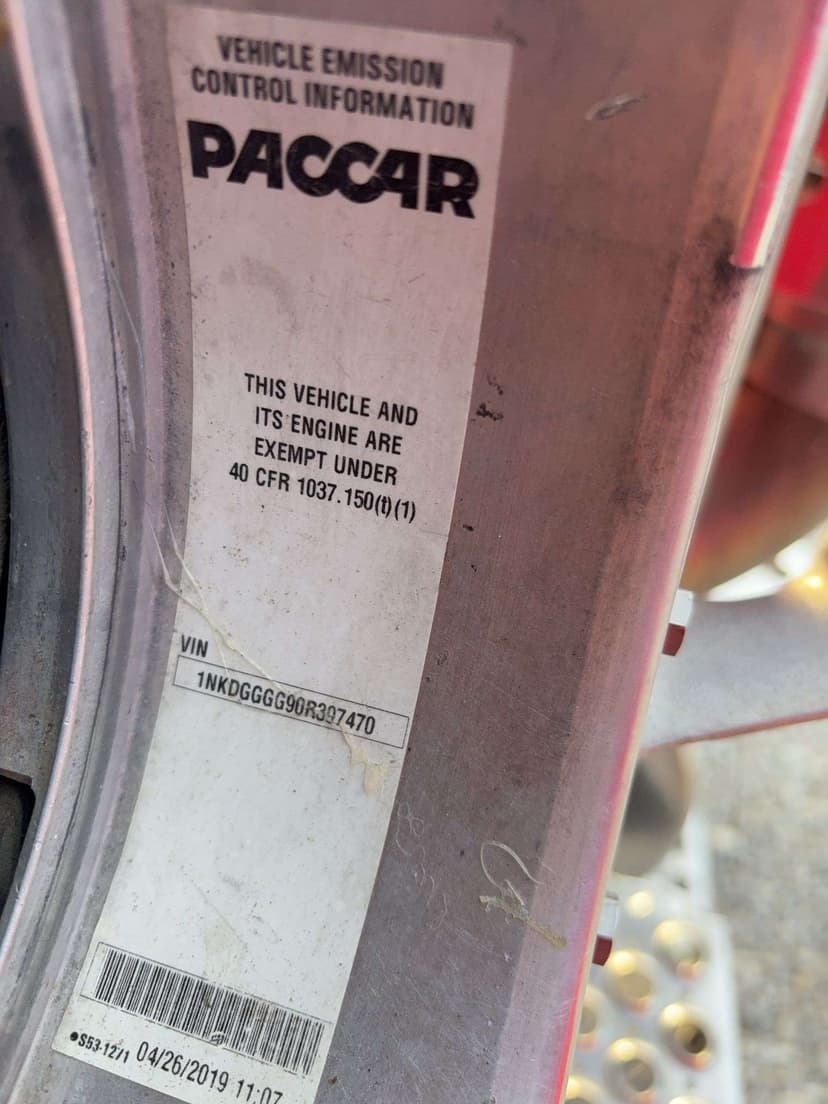 VEHICLE EMISSION
CONTROL INFORMATION
PACCAR
THIS VEHICLE AND
ITS ENGINE ARE
EXEMPT UNDER
40 CFR 1037.150(t)(1)
VIN
1NKDGGGG90R397470
•S53-1271 04/26/2019 11:07